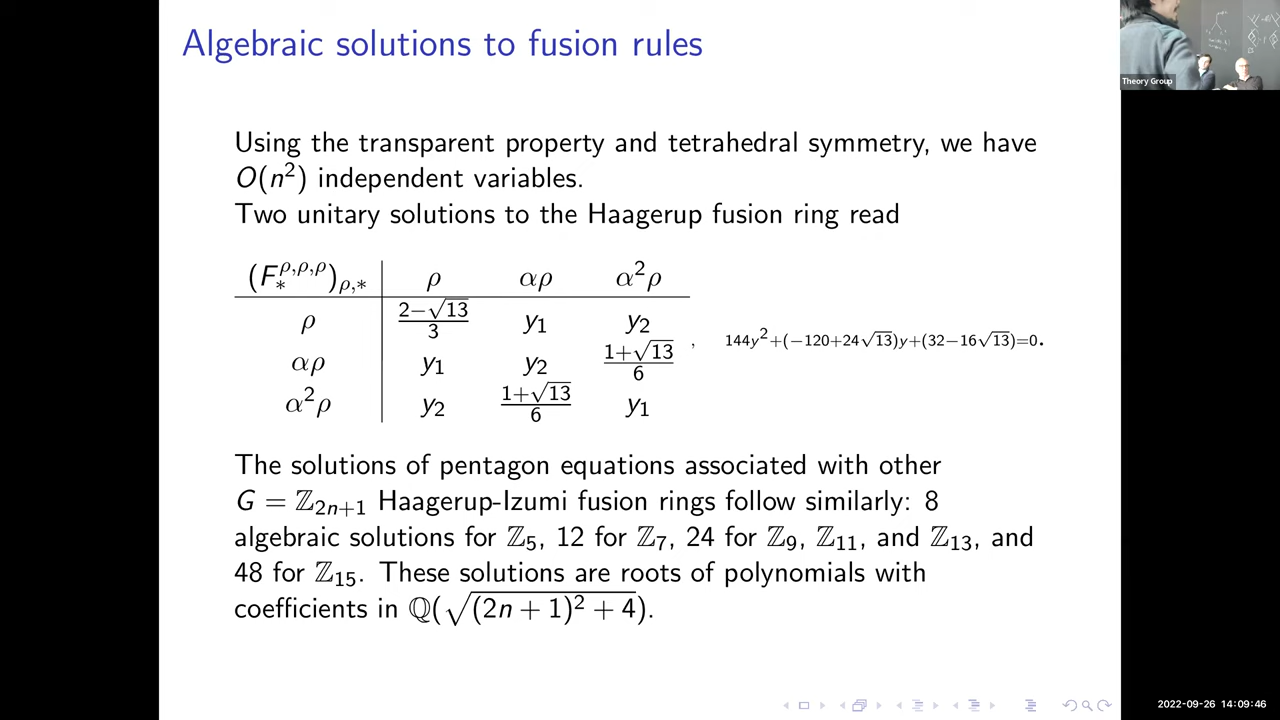 Algebraic solutions to fusion rules
Theory Group
Using the transparent property and tetrahedral symmetry, we have
O(n²) independent variables.
Two unitary solutions to the Haagerup fusion ring read
(F_*^{ρ,ρ,ρ})_{ρ,*} ρ αρ α²ρ
ρ (2−√13)/3 y₁ y₂
αρ y₁ y₂ (1+√13)/6 , 144y²+(−120+24√13)y+(32−16√13)=0.
α²ρ y₂ (1+√13)/6 y₁
The solutions of pentagon equations associated with other
G = ℤ_{2n+1} Haagerup-Izumi fusion rings follow similarly: 8
algebraic solutions for ℤ₅, 12 for ℤ₇, 24 for ℤ₉, ℤ₁₁, and ℤ₁₃, and
48 for ℤ₁₅. These solutions are roots of polynomials with
coefficients in ℚ(√((2n + 1)² + 4)).
2022-09-26 14:09:46